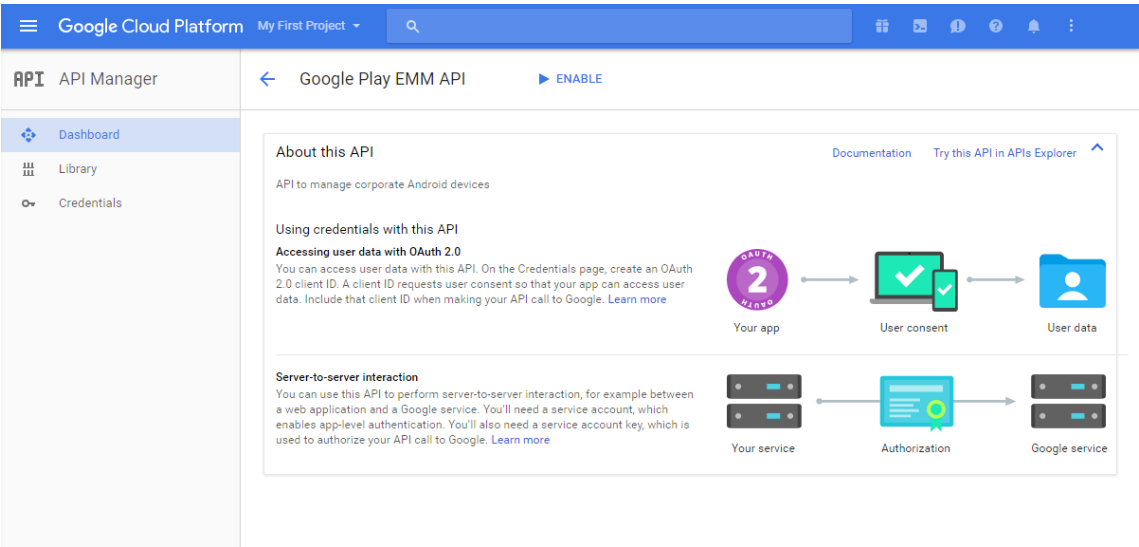 Google Cloud Platform My First Project
API API Manager
Google Play EMM API ENABLE
Dashboard
Library
Credentials
About this API
Documentation Try this API in APIs Explorer
API to manage corporate Android devices
Using credentials with this API
Accessing user data with OAuth 2.0
You can access user data with this API. On the Credentials page, create an OAuth
2.0 client ID. A client ID requests user consent so that your app can access user
data. Include that client ID when making your API call to Google. Learn more
OAUTH
2
OAUTH
Your app User consent User data
Server-to-server interaction
You can use this API to perform server-to-server interaction, for example between
a web application and a Google service. You'll need a service account, which
enables app-level authentication. You'll also need a service account key, which is
used to authorize your API call to Google. Learn more
Your service Authorization Google service